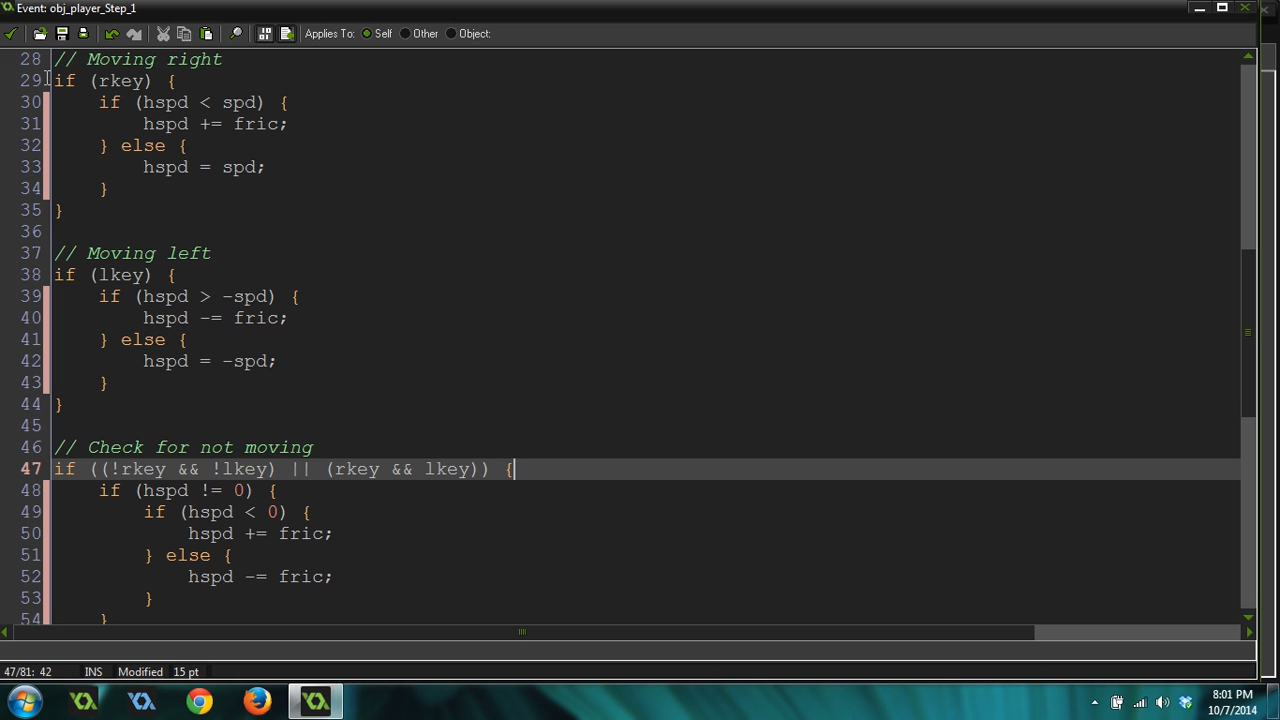 Event: obj_player_Step_1
Applies To: Self Other Object:
28 // Moving right
29 if (rkey) {
30 if (hspd < spd) {
31 hspd += fric;
32 } else {
33 hspd = spd;
34 }
35 }
36
37 // Moving left
38 if (lkey) {
39 if (hspd > -spd) {
40 hspd -= fric;
41 } else {
42 hspd = -spd;
43 }
44 }
45
46 // Check for not moving
47 if ((!rkey && !lkey) || (rkey && lkey)) {
48 if (hspd != 0) {
49 if (hspd < 0) {
50 hspd += fric;
51 } else {
52 hspd -= fric;
53 }
54 }
47/81: 42 INS Modified 15 pt
8:01 PM
10/7/2014